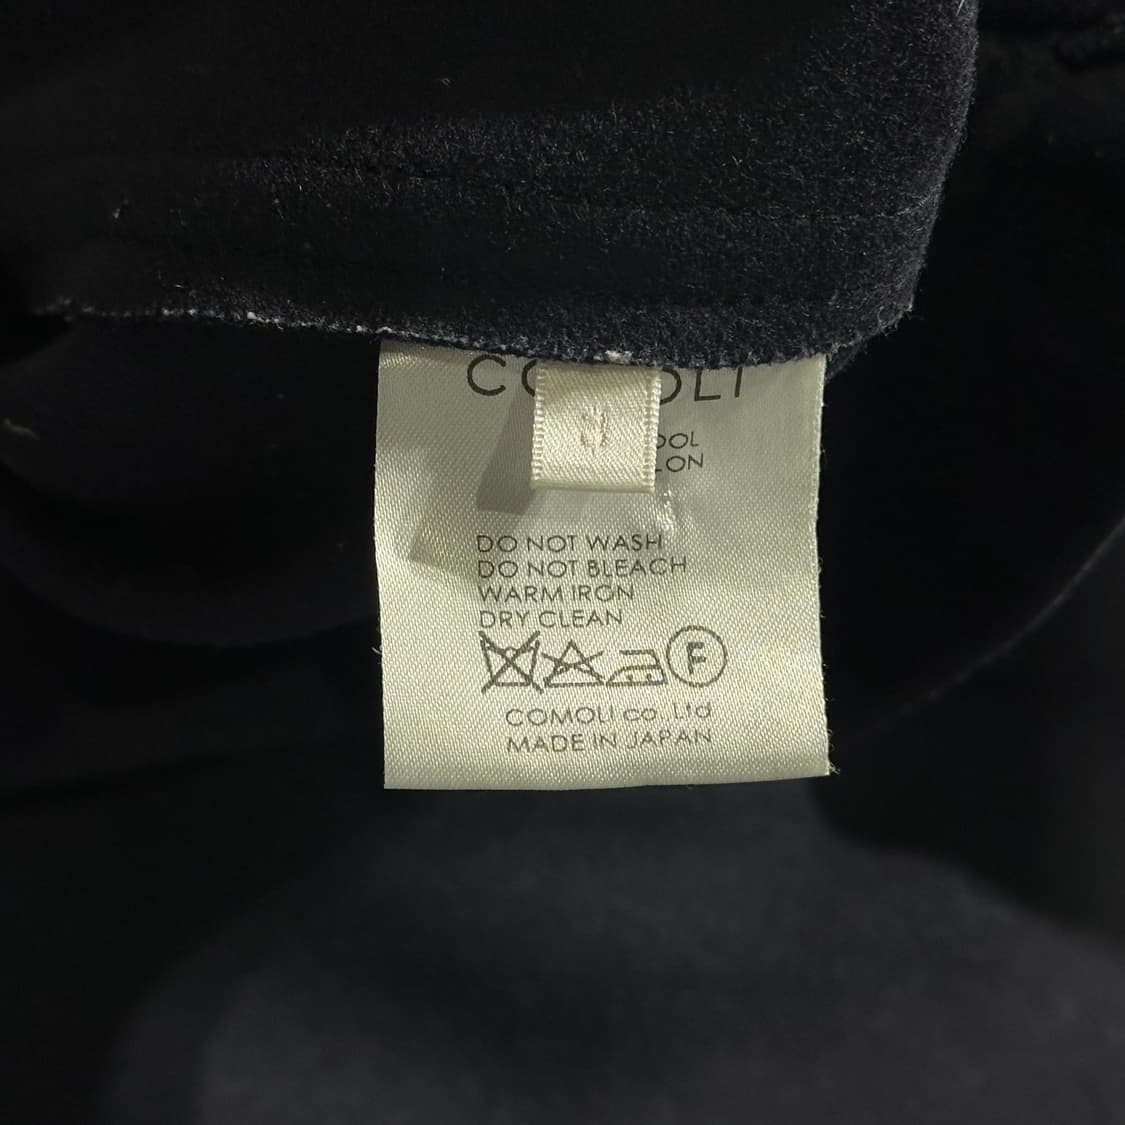 DO NOT WASH
DO NOT BLEACH
WARM IRON
DRY CLEAN
F
COMOLI co.,Ltd
MADE IN JAPAN